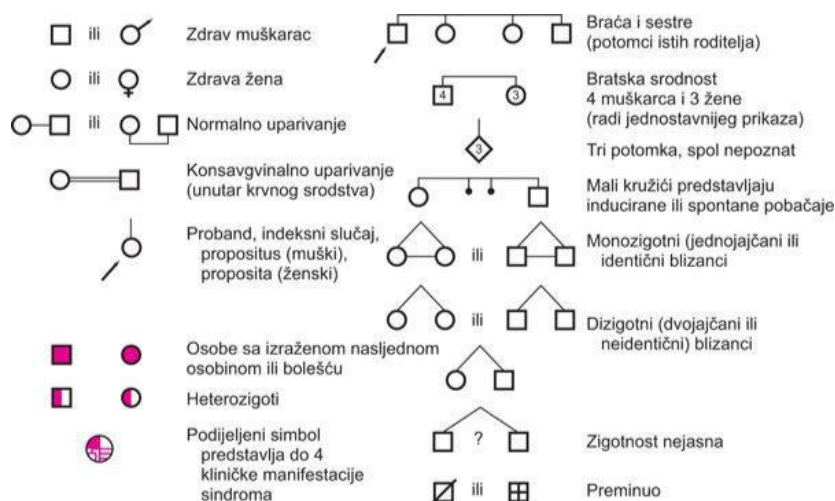 ili Zdrav muškarac
ili Zdrava žena
ili Normalno uparivanje
Konsavgvinalno uparivanje
(unutar krvnog srodstva)
Proband, indeksni slučaj,
propositus (muški),
proposita (ženski)
Osobe sa izraženom nasljednom
osobinom ili bolešću
Heterozigoti
Podijeljeni simbol
predstavlja do 4
kliničke manifestacije
sindroma
Braća i sestre
(potomci istih roditelja)
4 3 Bratska srodnost
4 muškarca i 3 žene
(radi jednostavnijeg prikaza)
3 Tri potomka, spol nepoznat
Mali kružići predstavljaju
inducirane ili spontane pobačaje
ili Monozigotni (jednojajčani ili
identični blizanci
ili Dizigotni (dvojajčani ili
neidentični) blizanci
? Zigotnost nejasna
ili Preminuo